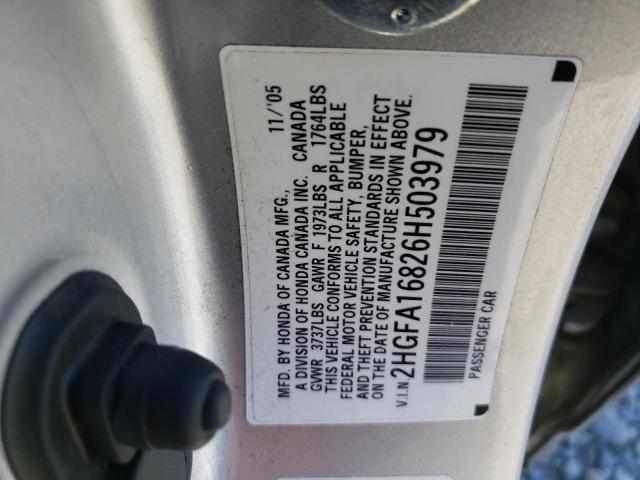 MFD. BY HONDA OF CANADA MFG., 11/'05
A DIVISION OF HONDA CANADA INC. CANADA
GVWR 3737LBS GAWR F 1973LBS R 1764LBS
THIS VEHICLE CONFORMS TO ALL APPLICABLE
FEDERAL MOTOR VEHICLE SAFETY, BUMPER,
AND THEFT PREVENTION STANDARDS IN EFFECT
ON THE DATE OF MANUFACTURE SHOWN ABOVE.
V.I.N. 2HGFA16826H503979
PASSENGER CAR